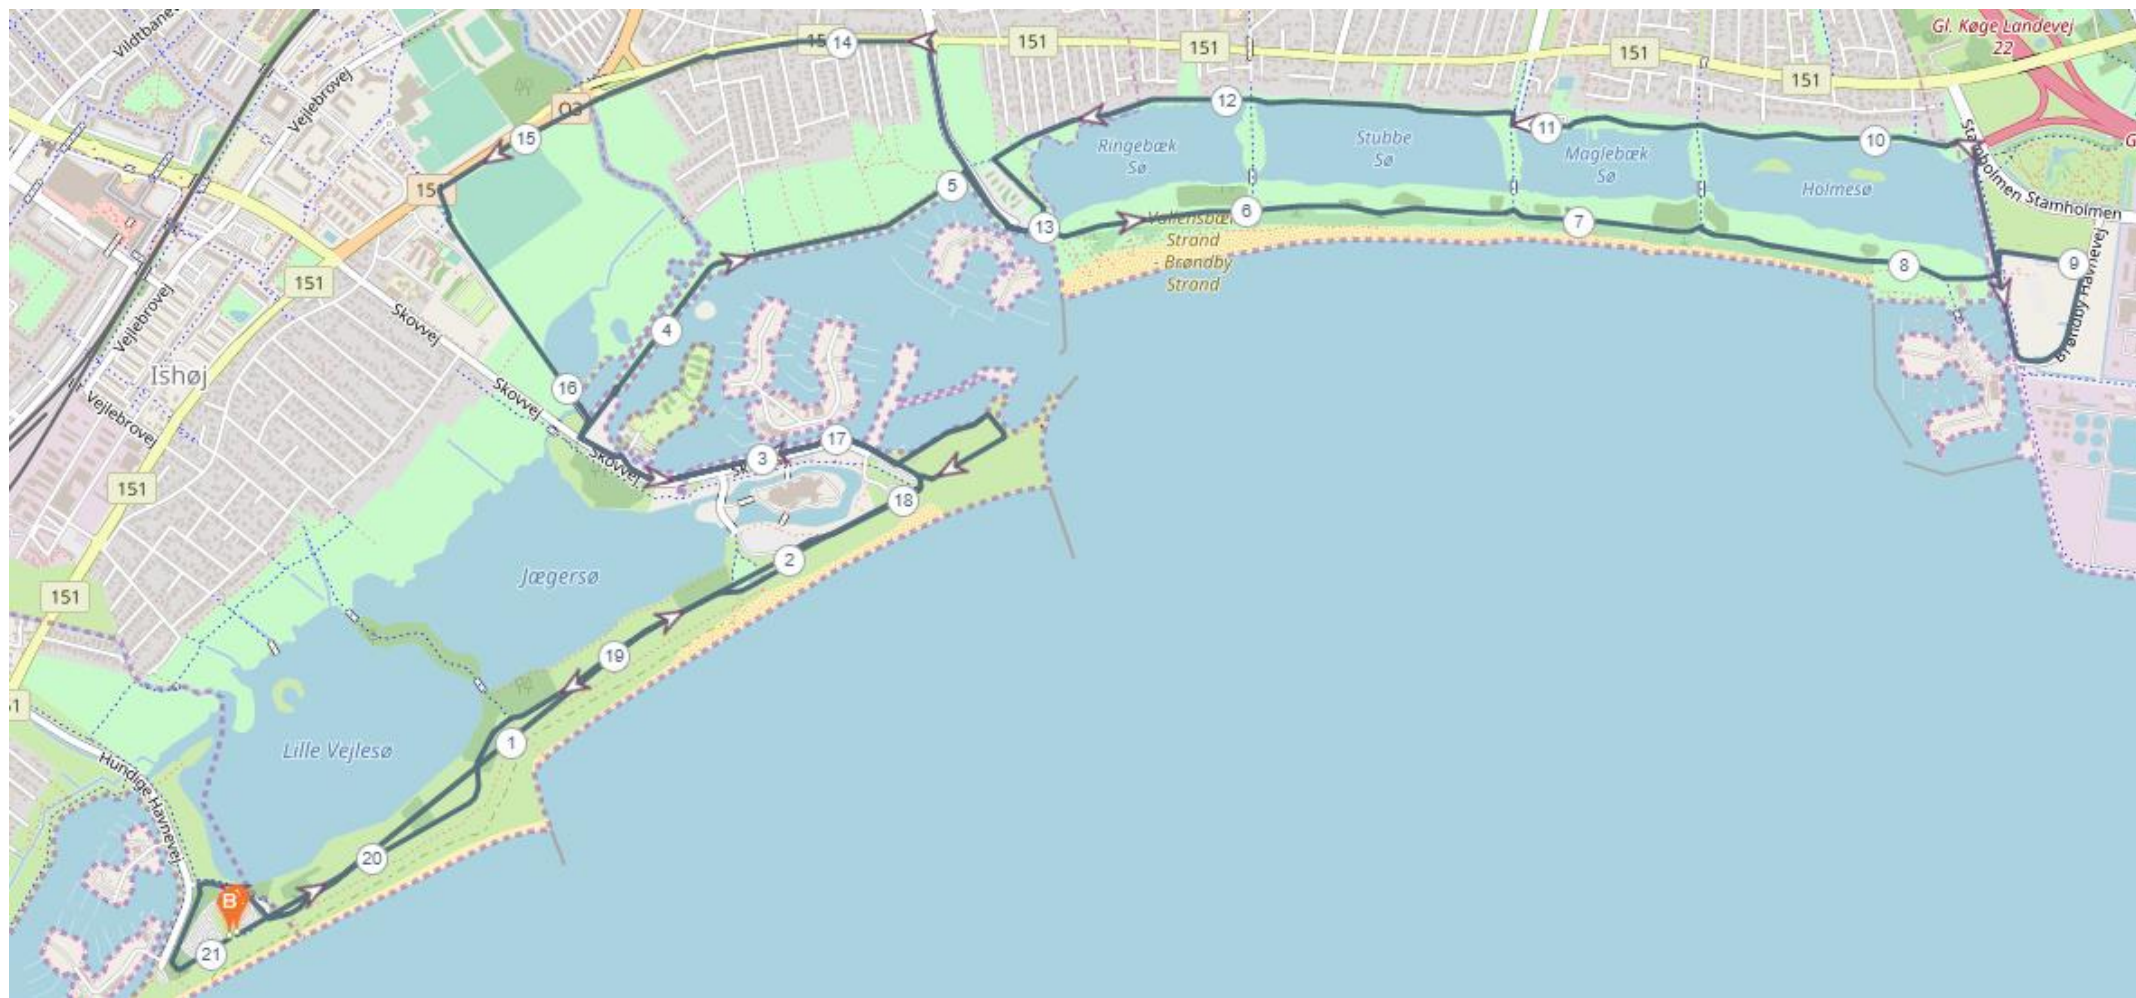 Vildtbane
Vejlebrovej
Vejlebrovej
Vejlebrovej
Ishøj
151
151
151
Skovvej
Skovvej
Skovvej
O3
15
14
151
151
151
151
Gl. Køge Landevej
22
Stamholmen
Stamholmen
Brøndby Havnevej
12
11
10
Ringebæk
Sø
Stubbe
Sø
Maglebæk
Sø
Holmesø
15
5
13
6
7
8
9
Strand
- Brøndby
Strand
4
16
17
3
18
2
Jægersø
19
1
Lille Vejlesø
Hundige Havnevej
20
B
21